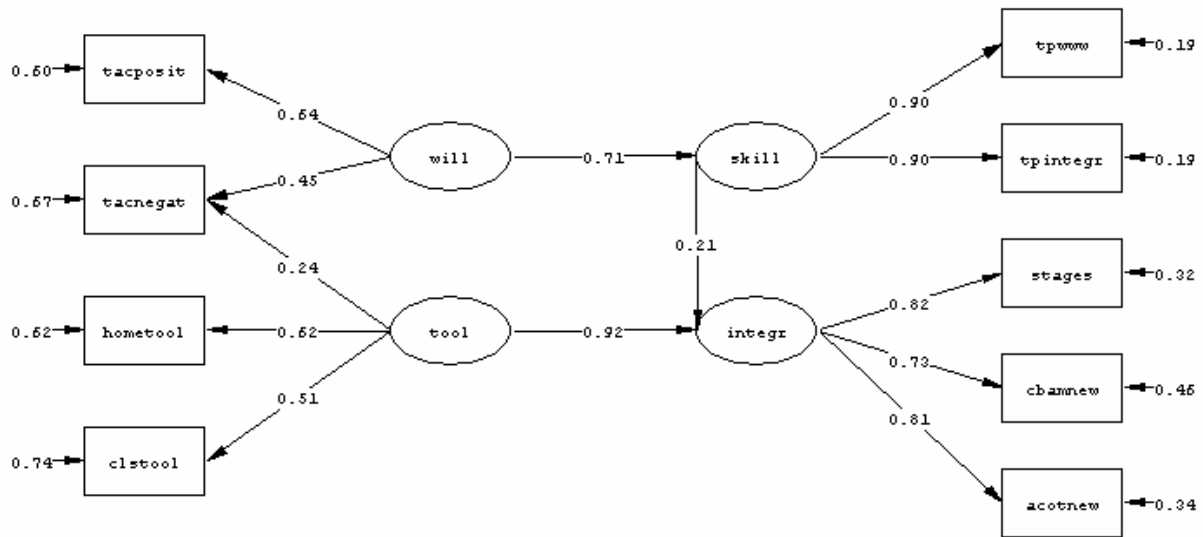 tpwww
0.19
tacposit
0.60
0.90
0.64
will
0.71
skill
0.90
tpintegr
0.19
0.45
tacnegat
0.67
0.21
0.24
stages
0.32
0.82
hometool
0.62
0.62
tool
0.92
integr
0.73
cbamnew
0.46
0.51
0.81
clstool
0.74
acotnew
0.34